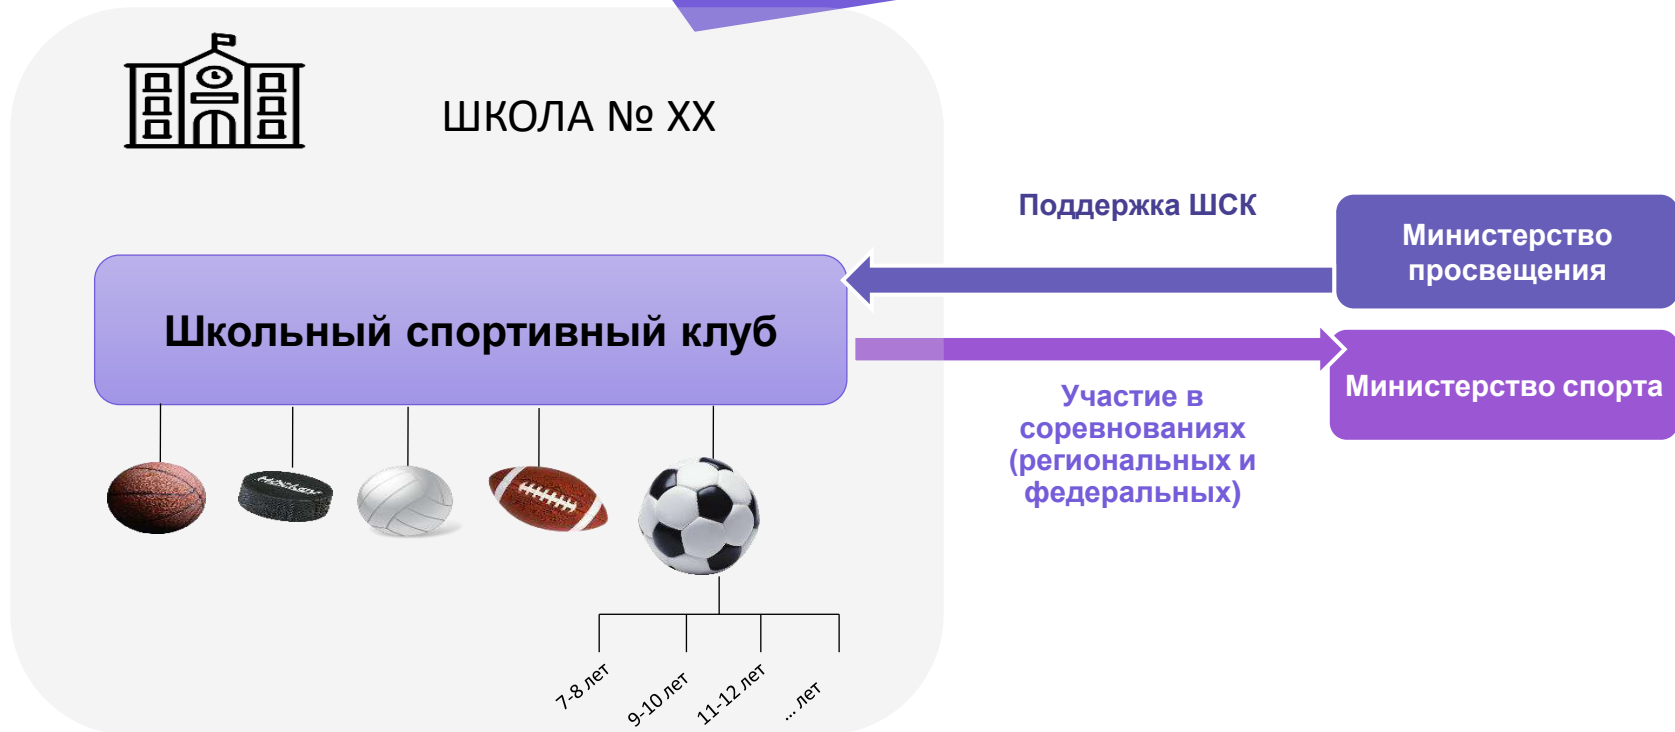 ШКОЛА № XX
Поддержка ШСК
Министерство
просвещения
Школьный спортивный клуб
Министерство спорта
Участие в
соревнованиях
(региональных и
федеральных)
7-8 лет
9-10 лет
11-12 лет
... лет